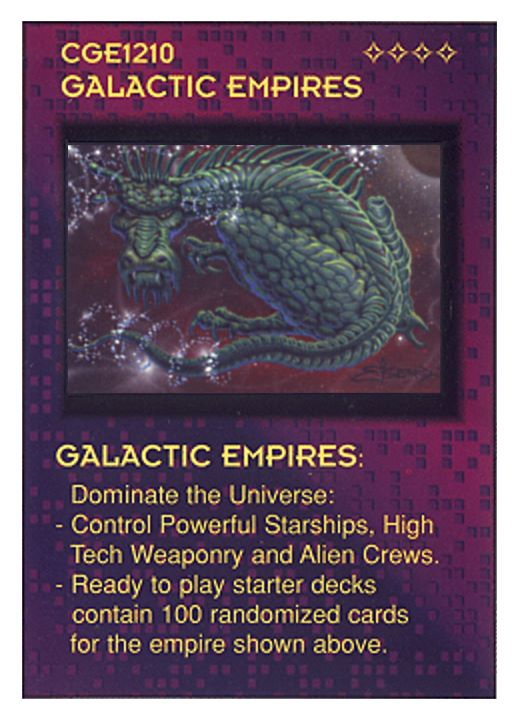 CGE1210
GALACTIC EMPIRES
GALACTIC EMPIRES:
Dominate the Universe:
- Control Powerful Starships, High
Tech Weaponry and Alien Crews.
- Ready to play starter decks
contain 100 randomized cards
for the empire shown above.